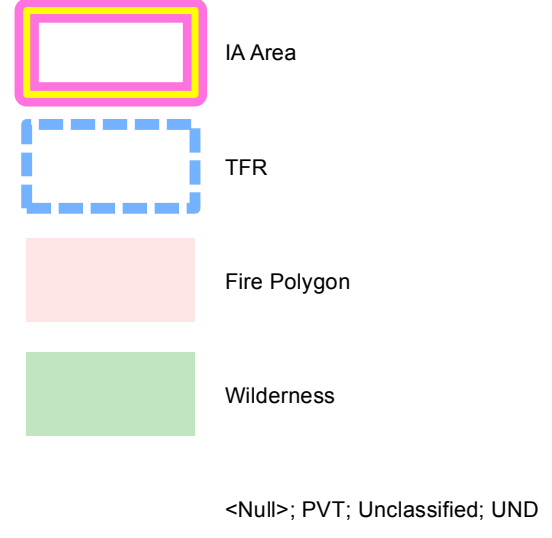 IA Area
TFR
Fire Polygon
Wilderness
<Null>; PVT; Unclassified; UND